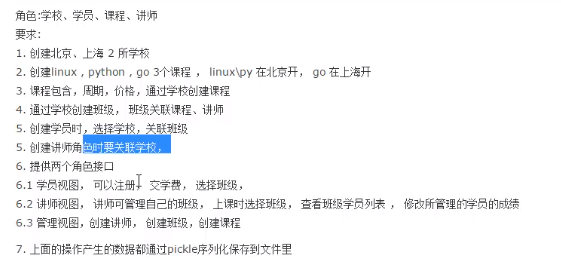 角色:学校、学员、课程、讲师
要求:
1. 创建北京、上海 2 所学校
2. 创建linux , python , go 3个课程 ， linux\py 在北京开， go 在上海开
3. 课程包含，周期，价格，通过学校创建课程
4. 通过学校创建班级， 班级关联课程、讲师
5. 创建学员时，选择学校，关联班级
5. 创建讲师角色时要关联学校，
6. 提供两个角色接口
6.1 学员视图， 可以注册， 交学费， 选择班级，
6.2 讲师视图， 讲师可管理自己的班级， 上课时选择班级， 查看班级学员列表 ， 修改所管理的学员的成绩
6.3 管理视图，创建讲师， 创建班级，创建课程
7. 上面的操作产生的数据都通过pickle序列化保存到文件里